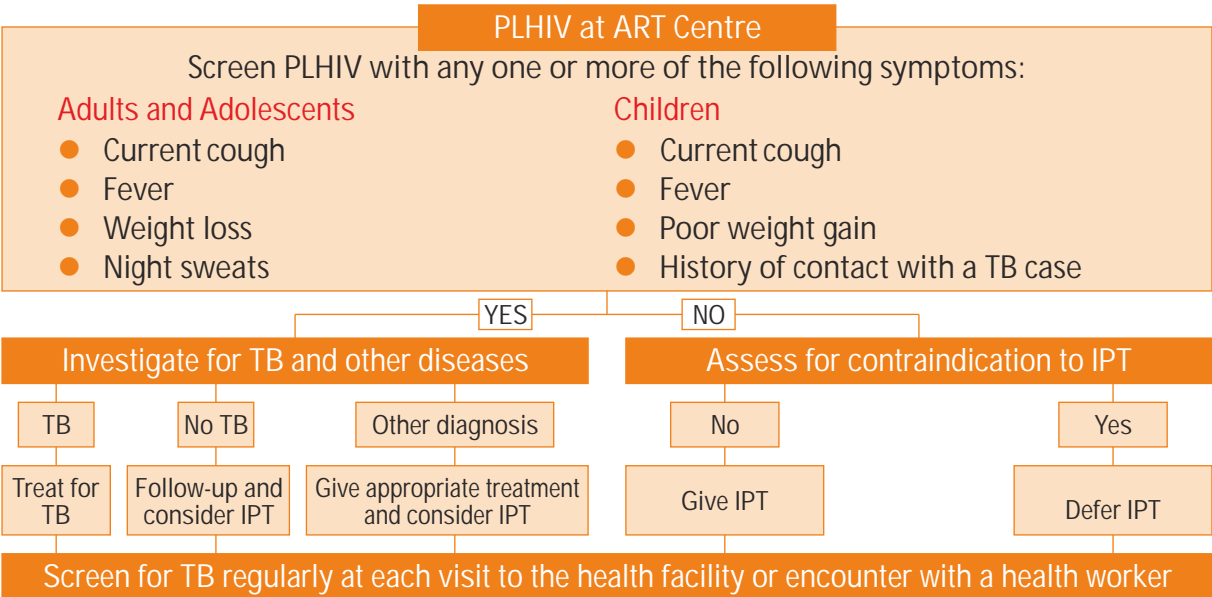 PLHIV at ART Centre
Screen PLHIV with any one or more of the following symptoms:
Adults and Adolescents
Current cough
Fever
Weight loss
Night sweats
Children
Current cough
Fever
Poor weight gain
History of contact with a TB case
YES
NO
Investigate for TB and other diseases
Assess for contraindication to IPT
TB
No TB
Other diagnosis
No
Yes
Treat for
TB
Follow-up and
consider IPT
Give appropriate treatment
and consider IPT
Give IPT
Defer IPT
Screen for TB regularly at each visit to the health facility or encounter with a health worker